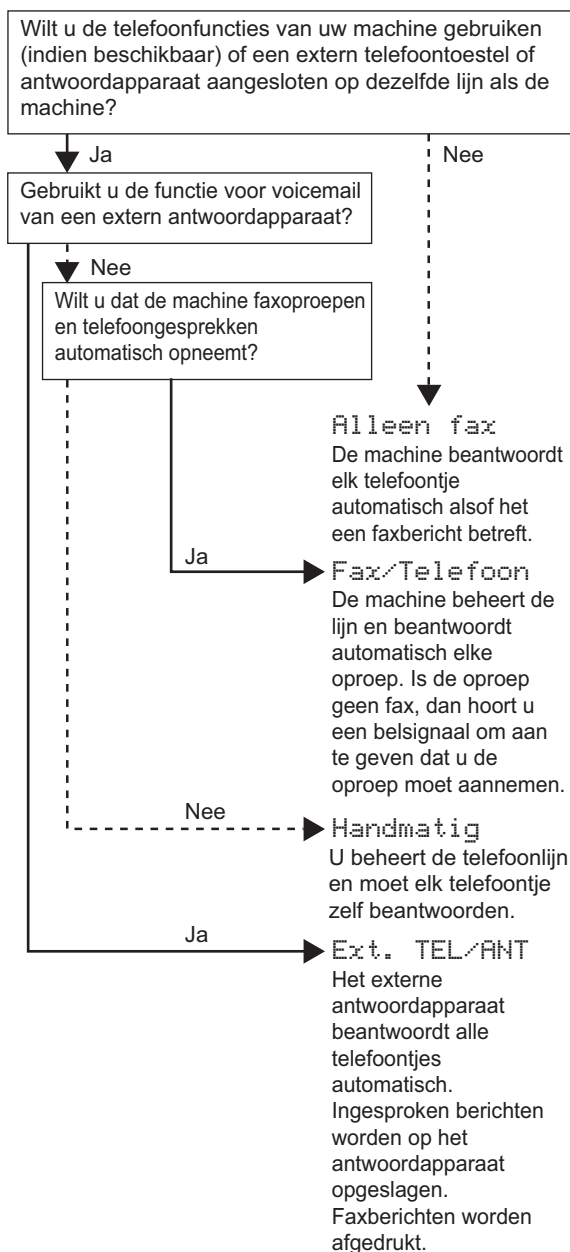 Wilt u de telefoonfuncties van uw machine gebruiken
(indien beschikbaar) of een extern telefoontoestel of
antwoordapparaat aangesloten op dezelfde lijn als de
machine?
Ja
Nee
Gebruikt u de functie voor voicemail
van een extern antwoordapparaat?
Nee
Wilt u dat de machine faxoproepen
en telefoongesprekken
automatisch opneemt?
Alleen fax
De machine beantwoordt
elk telefoontje
automatisch alsof het
een faxbericht betreft.
Ja
Fax/Telefoon
De machine beheert de
lijn en beantwoordt
automatisch elke
oproep. Is de oproep
geen fax, dan hoort u
een belsignaal om aan
te geven dat u de
oproep moet aannemen.
Nee
Handmatig
U beheert de telefoonlijn
en moet elk telefoontje
zelf beantwoorden.
Ja
Ext. TEL/ANT
Het externe
antwoordapparaat
beantwoordt alle
telefoontjes
automatisch.
Ingesproken berichten
worden op het
antwoordapparaat
opgeslagen.
Faxberichten worden
afgedrukt.